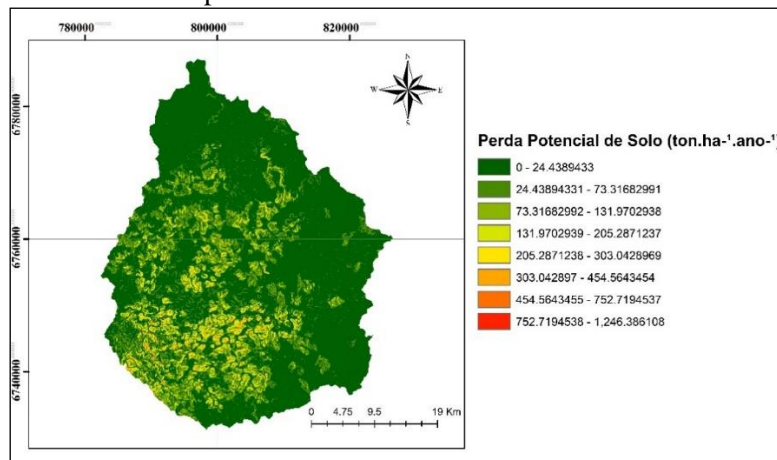 780000 800000 820000
N
W E
S
6780000
6760000
6740000
Perda Potencial de Solo (ton.ha-¹.ano-¹)
0 - 24.4389433
24.43894331 - 73.31682991
73.31682992 - 131.9702938
131.9702939 - 205.2871237
205.2871238 - 303.0428969
303.042897 - 454.5643454
454.5643455 - 752.7194537
752.7194538 - 1,246.386108
0 4.75 9.5 19 Km